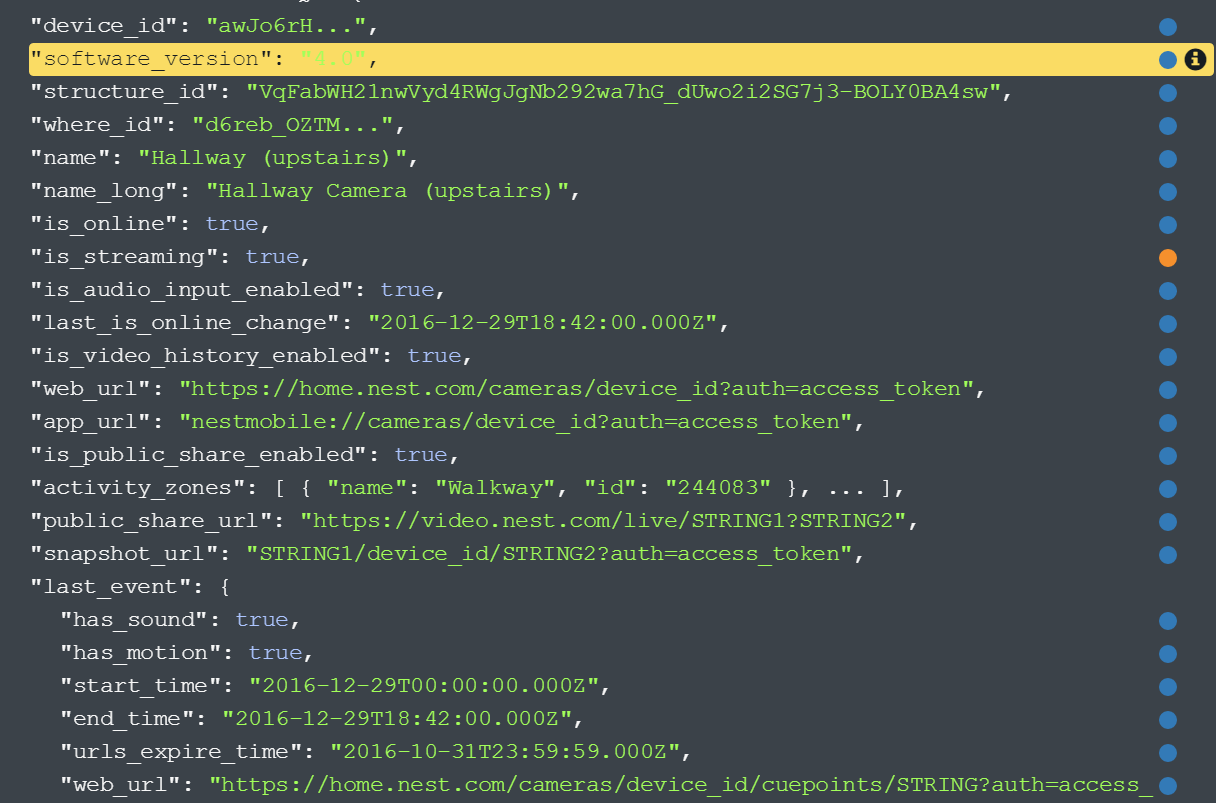 "device_id": "awJo6rH...",
"software_version": "4.0",
"structure_id": "VqFabWH21nwVyd4RWgJgNb292wa7hG_dUwo2i2SG7j3-BOLY0BA4sw",
"where_id": "d6reb_OZTM...",
"name": "Hallway (upstairs)",
"name_long": "Hallway Camera (upstairs)",
"is_online": true,
"is_streaming": true,
"is_audio_input_enabled": true,
"last_is_online_change": "2016-12-29T18:42:00.000Z",
"is_video_history_enabled": true,
"web_url": "https://home.nest.com/cameras/device_id?auth=access_token",
"app_url": "nestmobile://cameras/device_id?auth=access_token",
"is_public_share_enabled": true,
"activity_zones": [ { "name": "Walkway", "id": "244083" }, ... ],
"public_share_url": "https://video.nest.com/live/STRING1?STRING2",
"snapshot_url": "STRING1/device_id/STRING2?auth=access_token",
"last_event": {
"has_sound": true,
"has_motion": true,
"start_time": "2016-12-29T00:00:00.000Z",
"end_time": "2016-12-29T18:42:00.000Z",
"urls_expire_time": "2016-10-31T23:59:59.000Z",
"web_url": "https://home.nest.com/cameras/device_id/cuepoints/STRING?auth=access_